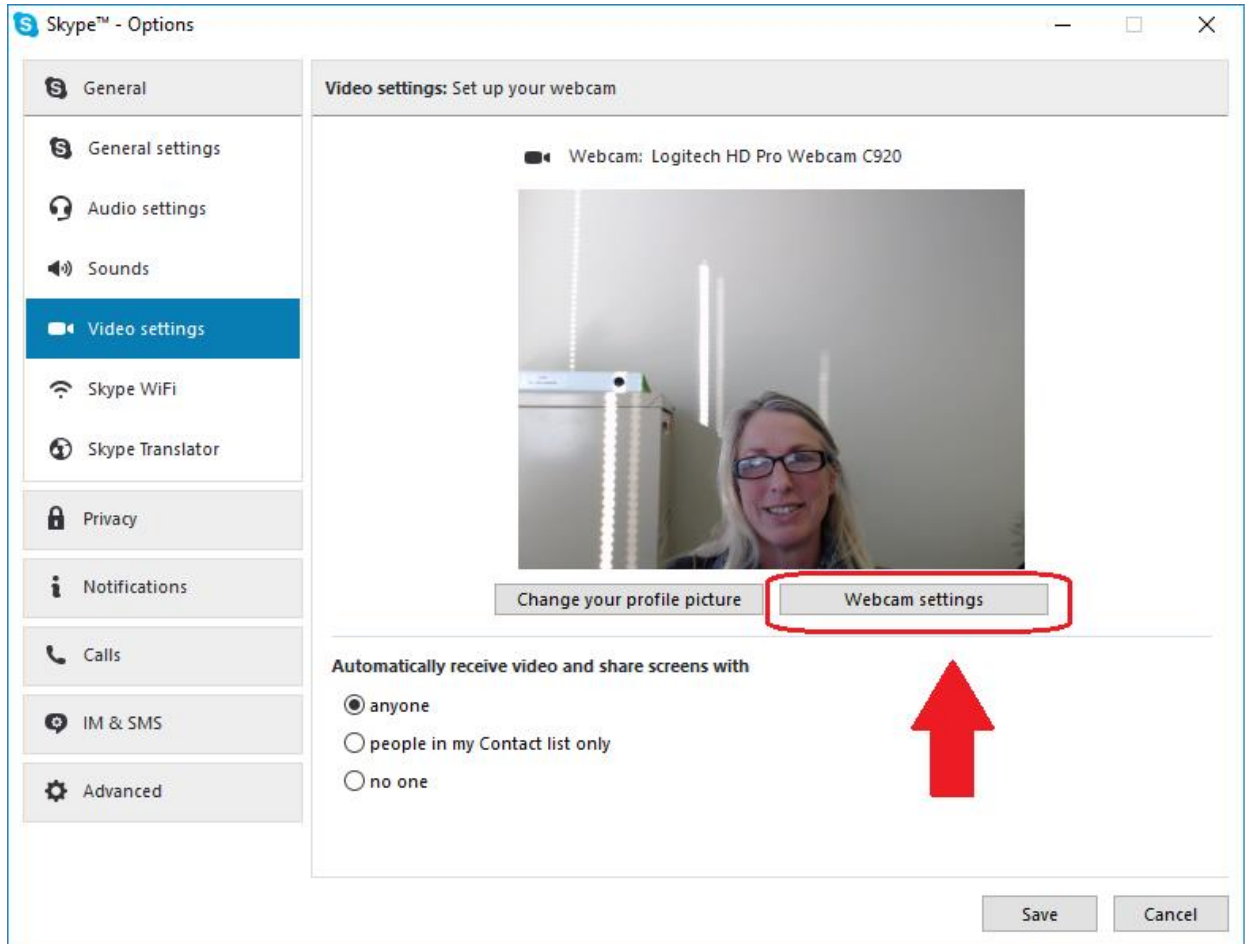 Skype™ - Options
General
General settings
Audio settings
Sounds
Video settings
Skype WiFi
Skype Translator
Privacy
Notifications
Calls
IM & SMS
Advanced
Video settings: Set up your webcam
Webcam: Logitech HD Pro Webcam C920
Change your profile picture
Webcam settings
Automatically receive video and share screens with
anyone
people in my Contact list only
no one
Save
Cancel